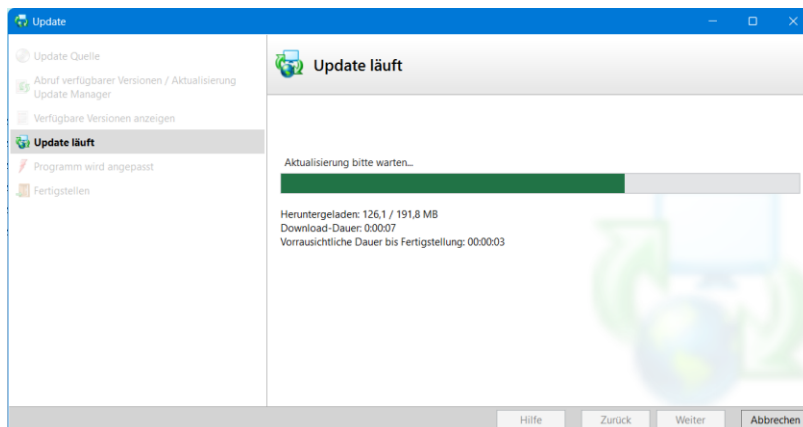 Update
Update Quelle
Abruf verfügbarer Versionen / Aktualisierung
Update Manager
Verfügbare Versionen anzeigen
Update läuft
Programm wird angepasst
Fertigstellen
Update läuft
Aktualisierung bitte warten...
Heruntergeladen: 126,1 / 191,8 MB
Download-Dauer: 0:00:07
Vorrausichtliche Dauer bis Fertigstellung: 00:00:03
Hilfe
Zurück
Weiter
Abbrechen